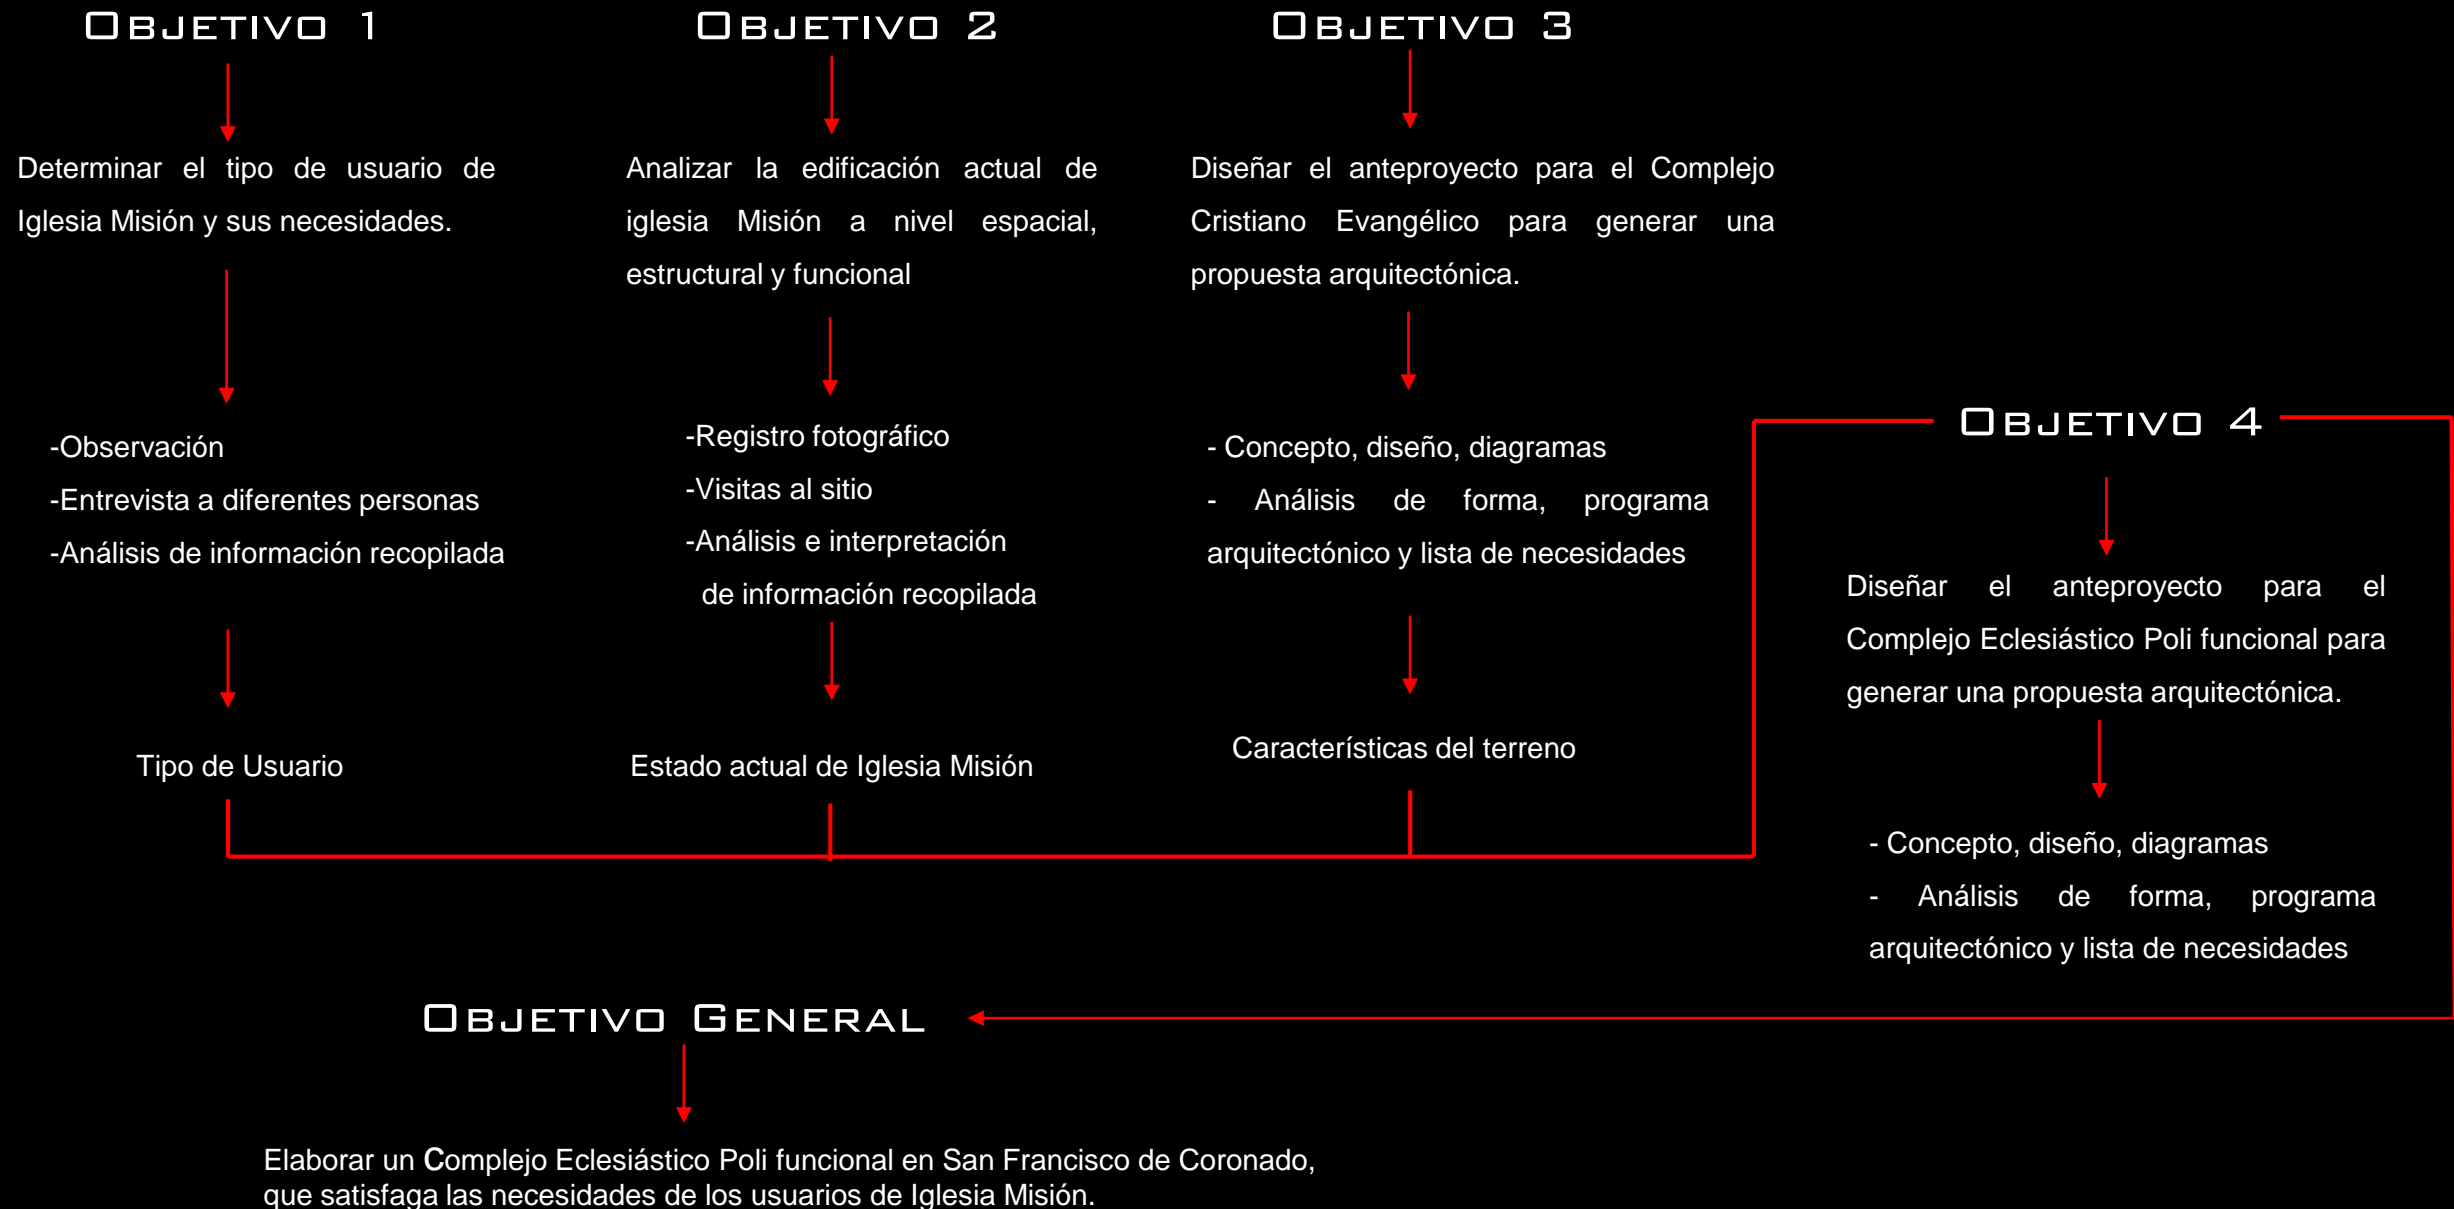 Objetivo 1
Determinar el tipo de usuario de
Iglesia Misión y sus necesidades.
-Observación
-Entrevista a diferentes personas
-Análisis de información recopilada
Tipo de Usuario
Objetivo 2
Analizar la edificación actual de
iglesia Misión a nivel espacial,
estructural y funcional
-Registro fotográfico
-Visitas al sitio
-Análisis e interpretación
de información recopilada
Estado actual de Iglesia Misión
Objetivo 3
Diseñar el anteproyecto para el Complejo
Cristiano Evangélico para generar una
propuesta arquitectónica.
- Concepto, diseño, diagramas
- Análisis de forma, programa
arquitectónico y lista de necesidades
Características del terreno
Objetivo 4
Diseñar el anteproyecto para el
Complejo Eclesiástico Poli funcional para
generar una propuesta arquitectónica.
- Concepto, diseño, diagramas
- Análisis de forma, programa
arquitectónico y lista de necesidades
Objetivo General
Elaborar un Complejo Eclesiástico Poli funcional en San Francisco de Coronado,
que satisfaga las necesidades de los usuarios de Iglesia Misión.